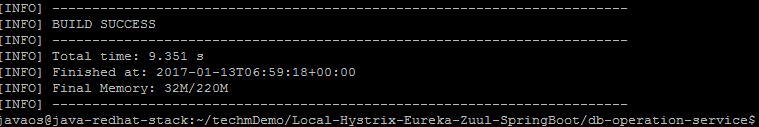 [INFO] ------------------------------------------------------------------------
[INFO] BUILD SUCCESS
[INFO] ------------------------------------------------------------------------
[INFO] Total time: 9.351 s
[INFO] Finished at: 2017-01-13T06:59:18+00:00
[INFO] Final Memory: 32M/220M
[INFO] ------------------------------------------------------------------------
javaos@java-redhat-stack:~/techmDemo/Local-Hystrix-Eureka-Zuul-SpringBoot/db-operation-service$